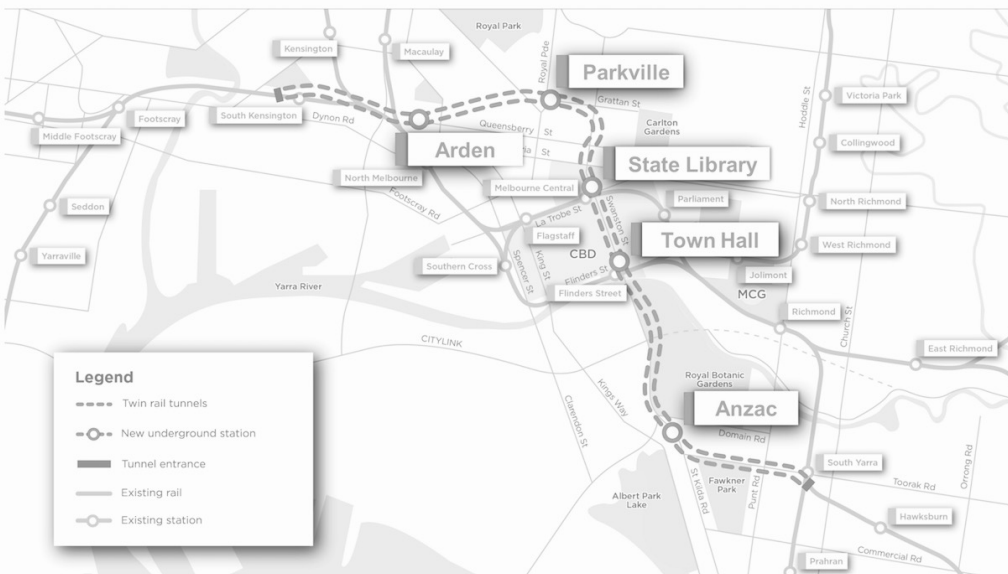 Royal Park
Kensington
Macaulay
Royal Pde
Parkville
Hoddle St
Victoria Park
Grattan St
South Kensington
Dynon Rd
Footscray
Middle Footscray
Queensberry St
Carlton
Gardens
Collingwood
Arden
ia St
State Library
North Melbourne
Melbourne Central
Footscray Rd
Parliament
North Richmond
Seddon
La Trobe St
Swanston St
Flagstaff
Town Hall
West Richmond
Yarraville
Southern Cross
Spencer St
King St
CBD
Flinders St
Jolimont
Yarra River
Flinders Street
MCG
Richmond
Church St
CITYLINK
East Richmond
Legend
Twin rail tunnels
New underground station
Tunnel entrance
Existing rail
Existing station
Royal Botanic
Gardens
Kings Way
Clarendon St
Anzac
Domain Rd
South Yarra
St Kilda Rd
Fawkner
Park
Punt Rd
Toorak Rd
Orrong Rd
Albert Park
Lake
Hawksburn
Commercial Rd
Prahran